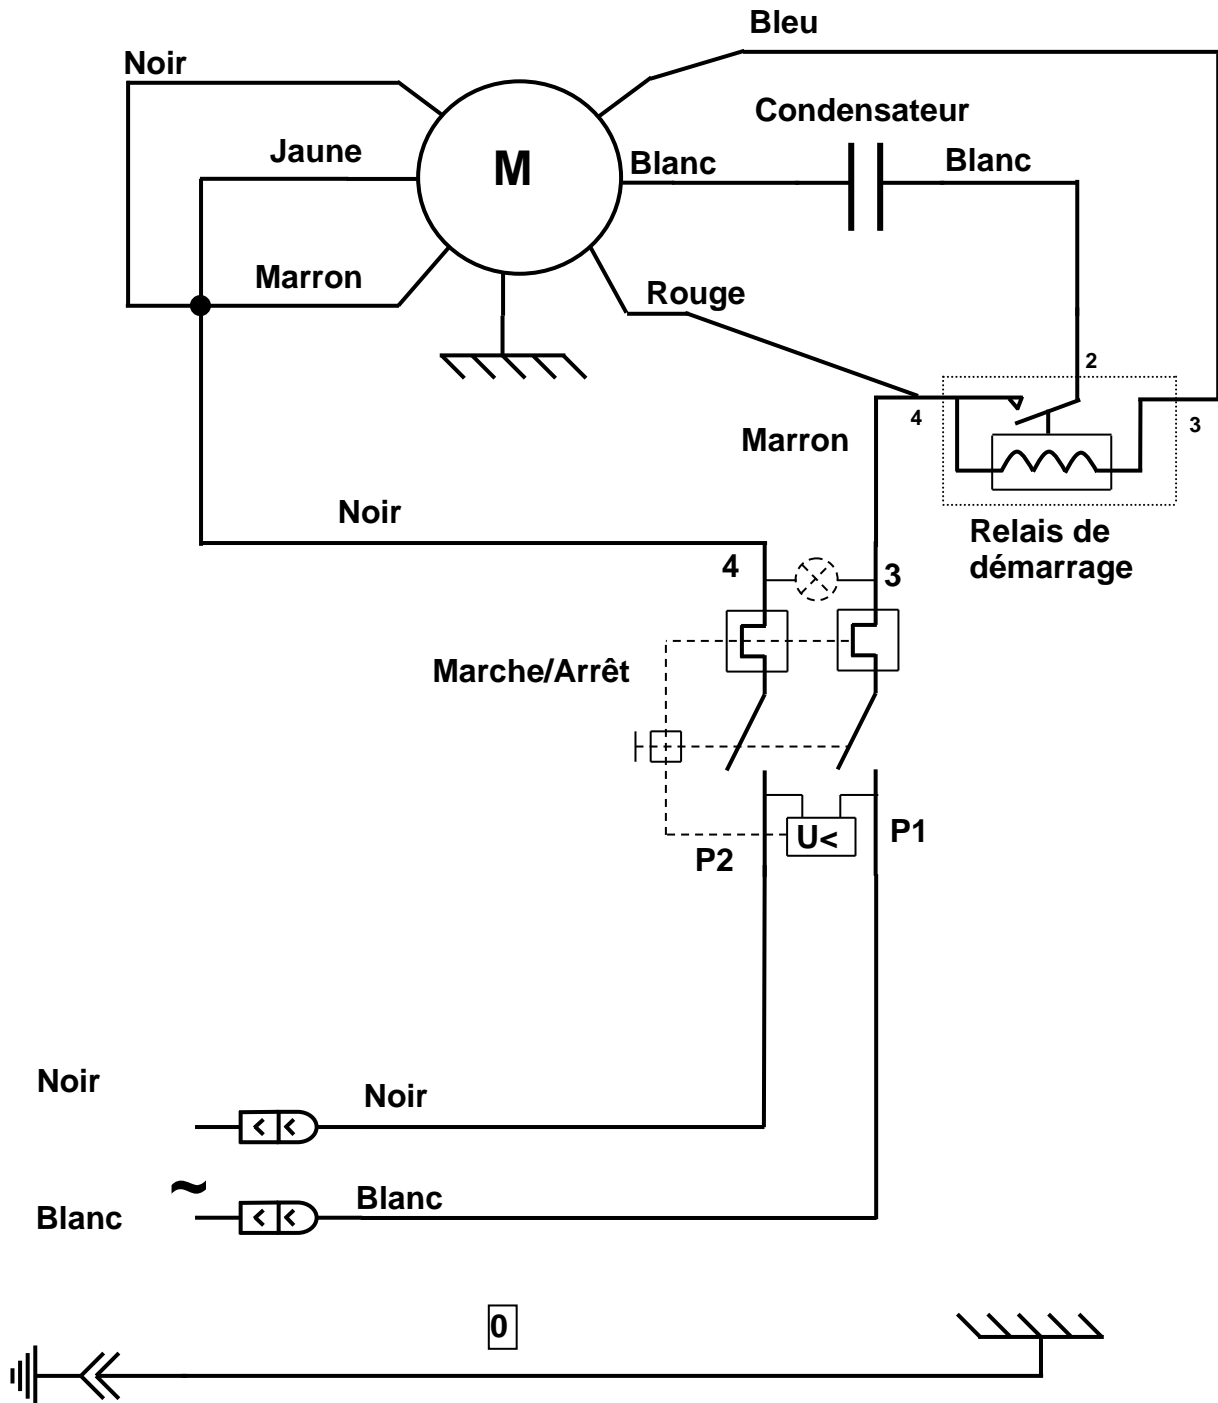 Bleu
Noir
Condensateur
Jaune
M
Blanc
Blanc
Marron
Rouge
2
4
3
Marron
Noir
Relais de
démarrage
4
3
Marche/Arrêt
U<
P1
P2
Noir
Noir
~
Blanc
Blanc
0